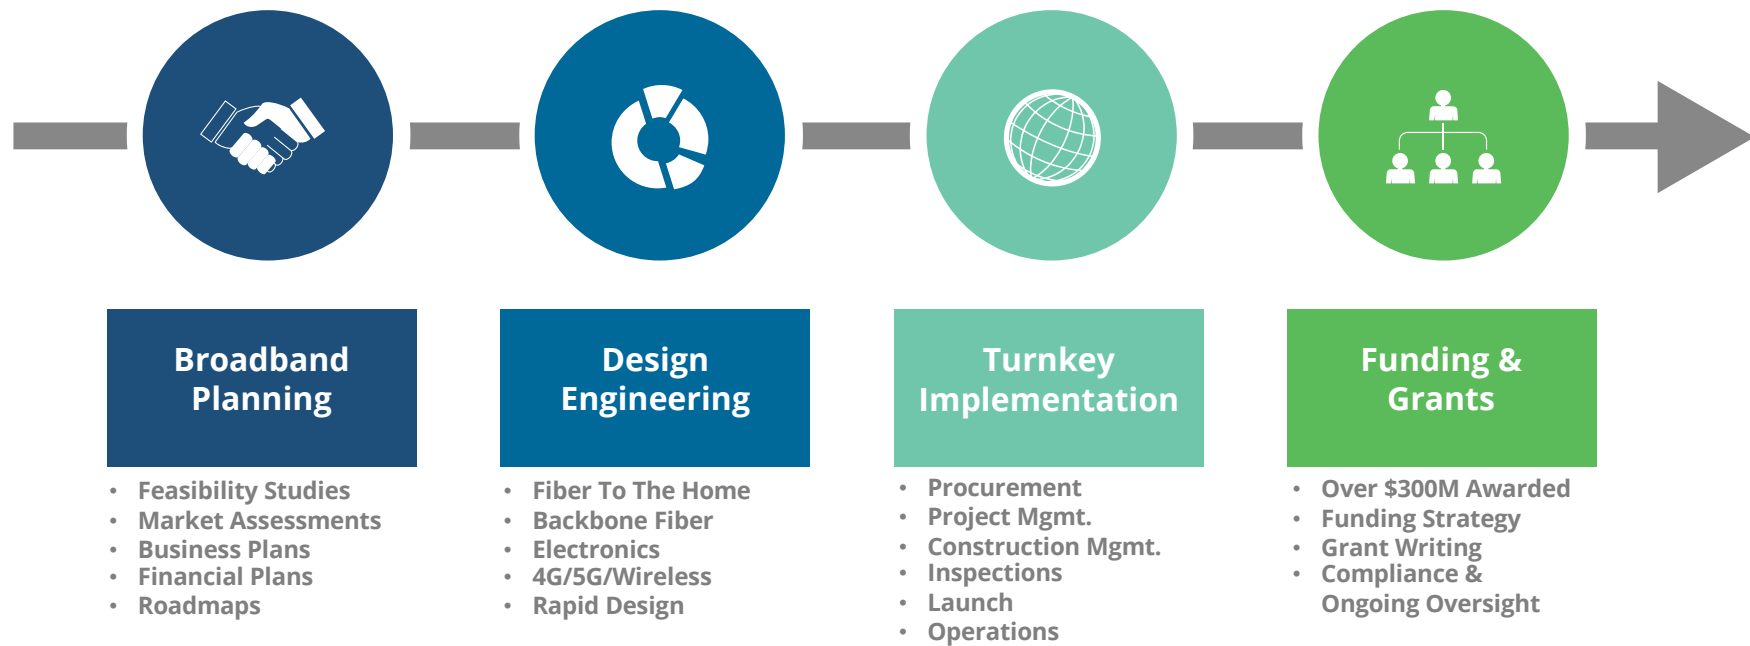 Broadband
Planning
• Feasibility Studies
• Market Assessments
• Business Plans
• Financial Plans
• Roadmaps
Design
Engineering
• Fiber To The Home
• Backbone Fiber
• Electronics
• 4G/5G/Wireless
• Rapid Design
Turnkey
Implementation
• Procurement
• Project Mgmt.
• Construction Mgmt.
• Inspections
• Launch
• Operations
Funding &
Grants
• Over $300M Awarded
• Funding Strategy
• Grant Writing
• Compliance &
Ongoing Oversight